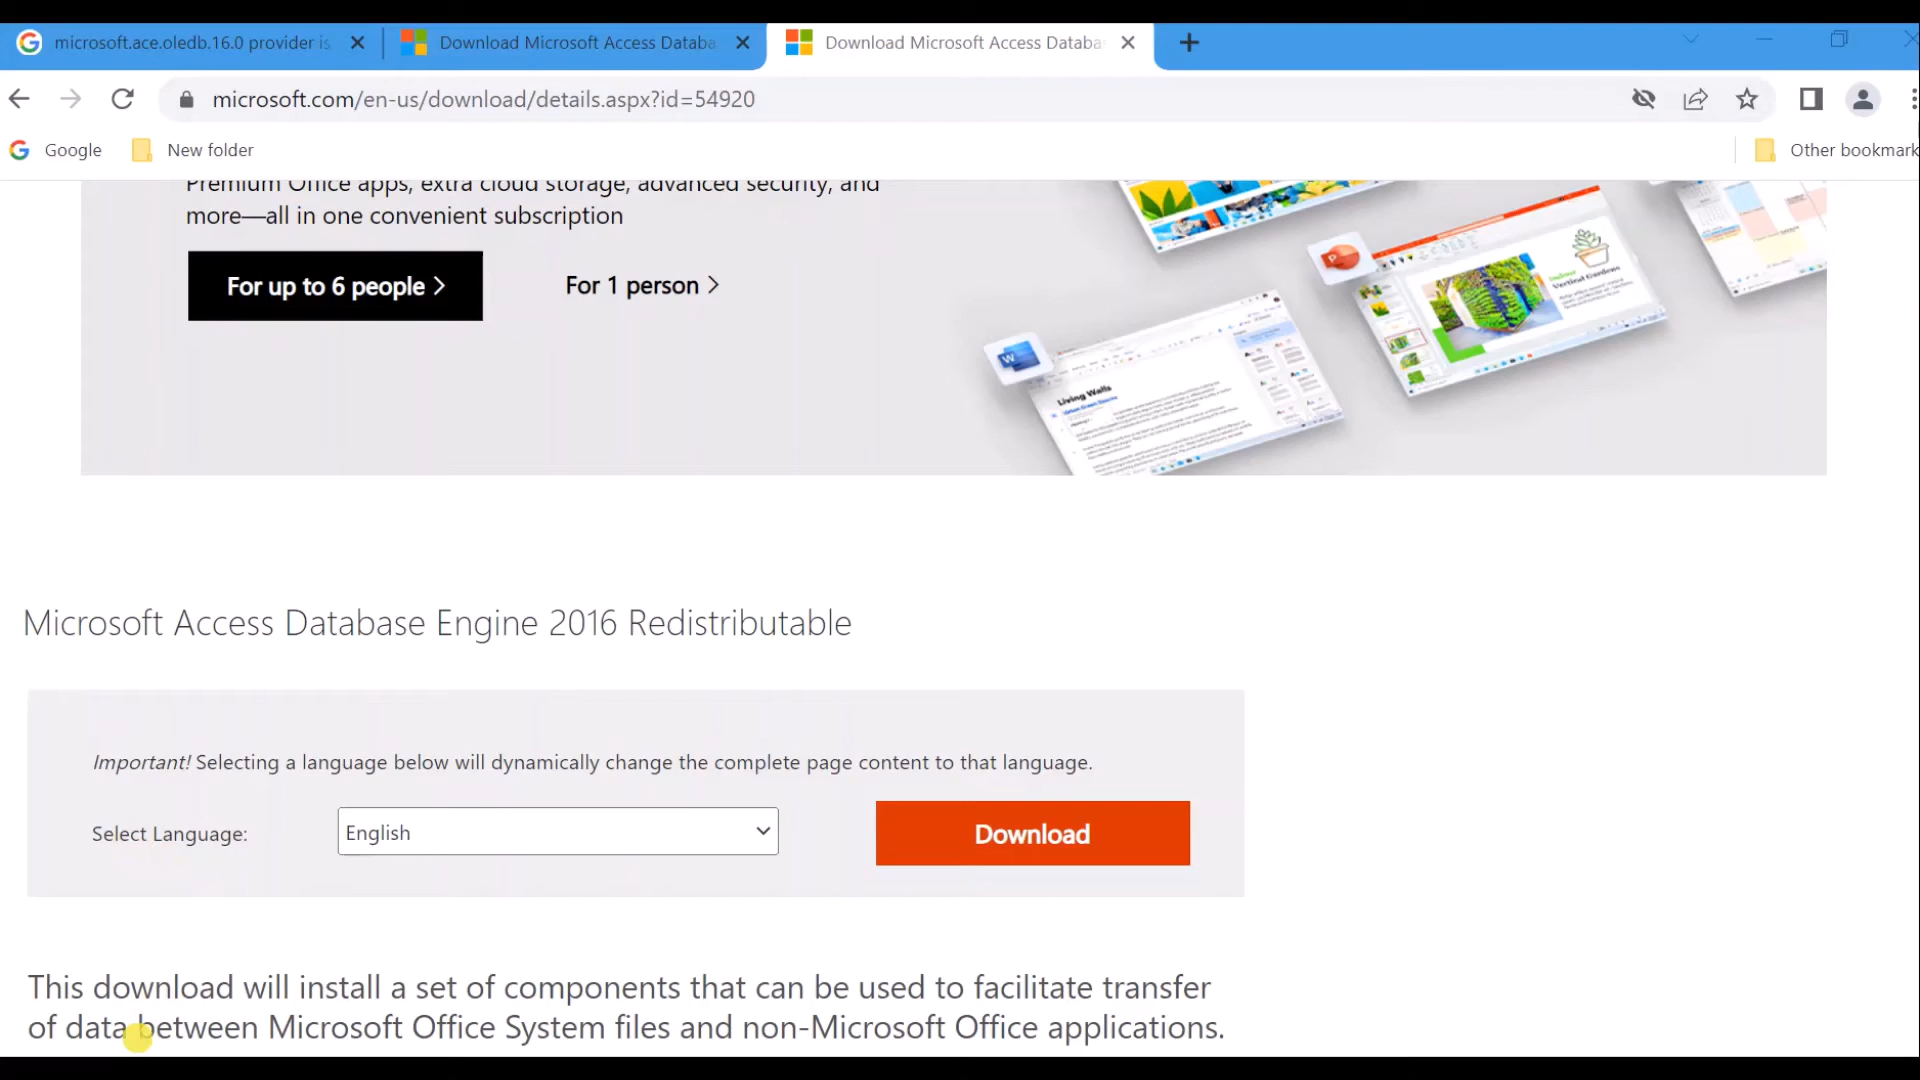 microsoft.ace.oledb.16.0 provider is
Download Microsoft Access Databa
Download Microsoft Access Databa
microsoft.com/en-us/download/details.aspx?id=54920
Google
New folder
Other bookmark
Premium Office apps, extra cloud storage, advanced security, and
more—all in one convenient subscription
For up to 6 people
For 1 person
Living Walls
Vertical Gardens
Microsoft Access Database Engine 2016 Redistributable
Important! Selecting a language below will dynamically change the complete page content to that language.
Select Language:
English
Download
This download will install a set of components that can be used to facilitate transfer
of data between Microsoft Office System files and non-Microsoft Office applications.